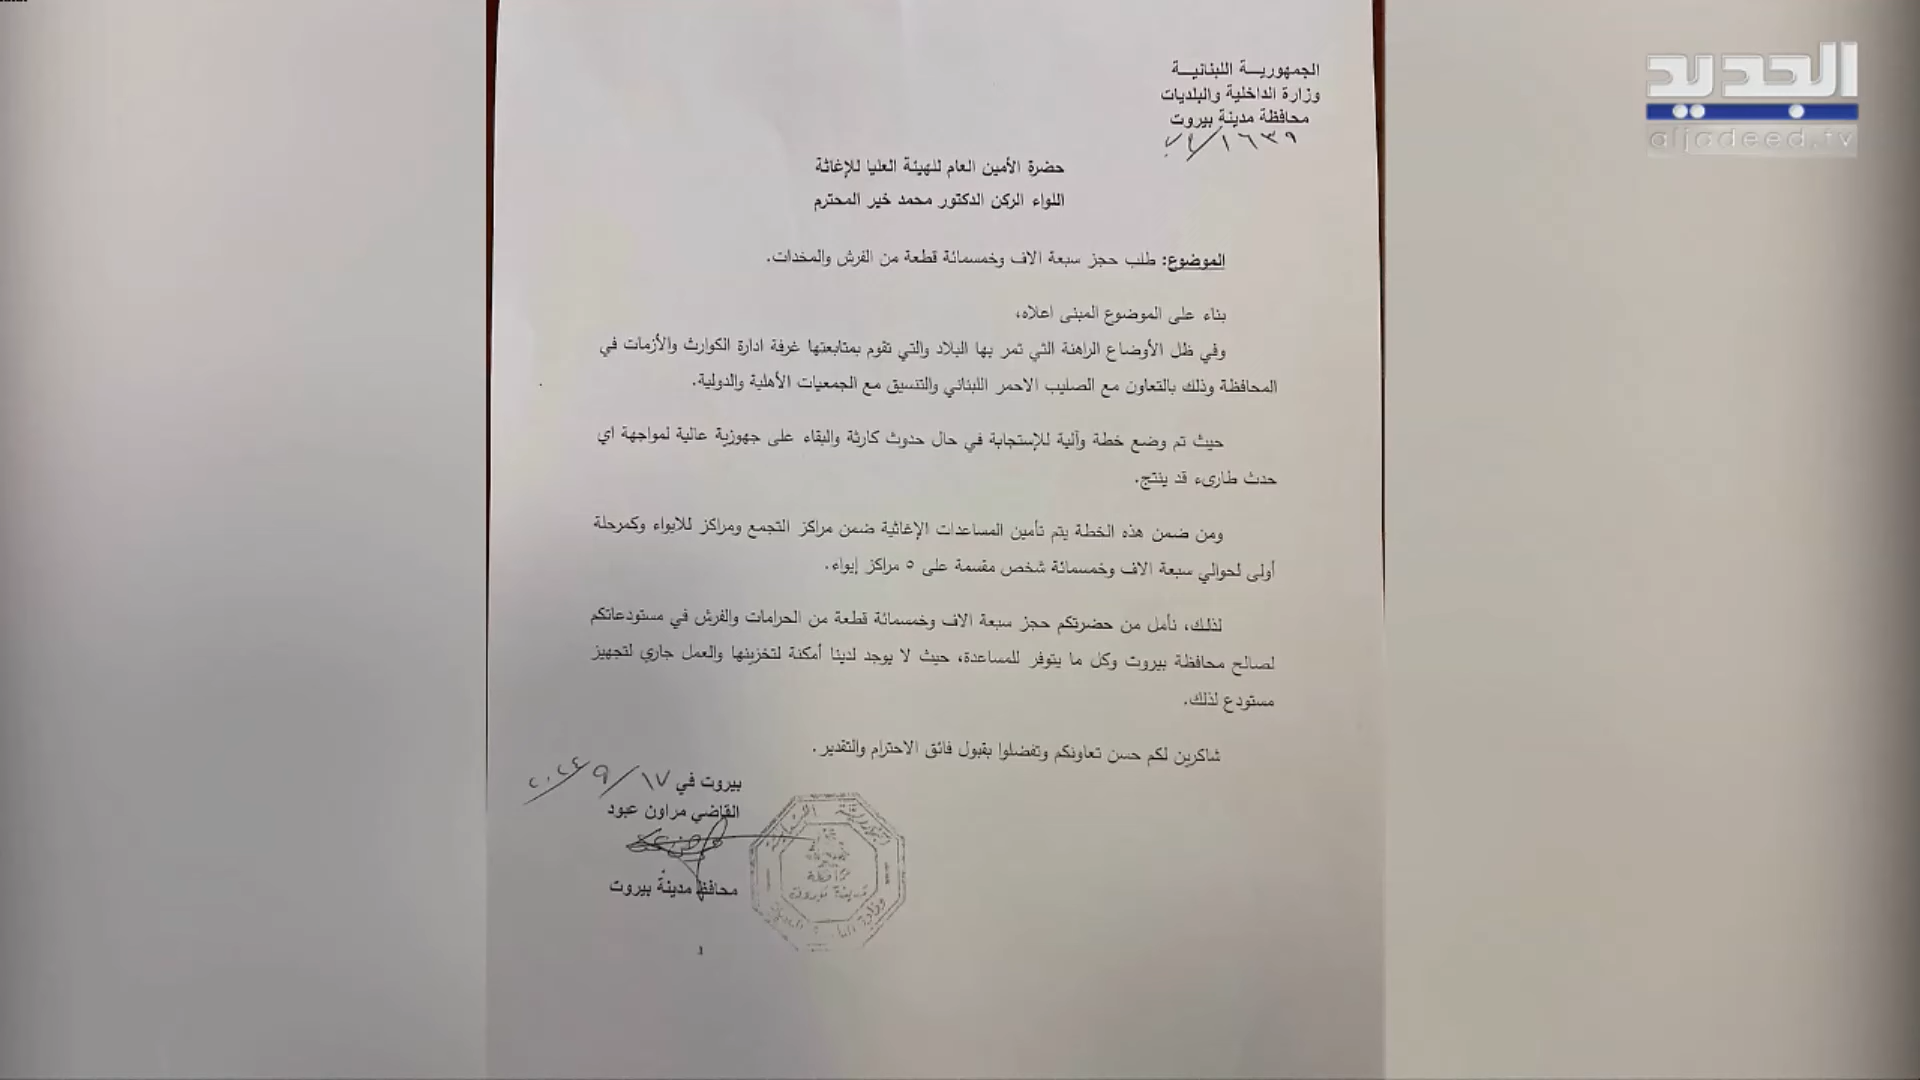 الجديد
aljadeed.tv
الجمهورية اللبنانية
وزارة الداخلية والبلديات
محافظة مدينة بيروت
١٦٣٩/
حضرة الأمين العام للهيئة العليا للإغاثة
اللواء الركن الدكتور محمد خير المحترم
الموضوع: طلب حجز سبعة الاف وخمسمائة قطعة من الفرش والمخدات.
بناء على الموضوع المبنى اعلاه،
وفي ظل الأوضاع الراهنة التي تمر بها البلاد والتي تقوم بمتابعتها غرفة ادارة الكوارث والأزمات في
المحافظة وذلك بالتعاون مع الصليب الاحمر اللبناني والتنسيق مع الجمعيات الأهلية والدولية.
حيث تم وضع خطة وآلية للإستجابة في حال حدوث كارثة والبقاء على جهوزية عالية لمواجهة اي
حدث طارىء قد ينتج.
ومن ضمن هذه الخطة يتم تأمين المساعدات الإغاثية ضمن مراكز التجمع ومراكز للايواء وكمرحلة
أولى لحوالي سبعة الاف وخمسمائة شخص مقسمة على ٥ مراكز إيواء.
لذلك، نأمل من حضرتكم حجز سبعة الاف وخمسمائة قطعة من الحرامات والفرش في مستودعاتكم
لصالح محافظة بيروت وكل ما يتوفر للمساعدة، حيث لا يوجد لدينا أمكنة لتخزينها والعمل جاري لتجهيز
مستودع لذلك.
شاكرين لكم حسن تعاونكم وتفضلوا بقبول فائق الاحترام والتقدير.
بيروت في ١٧/٩/٢٠٢٤
القاضي مراون عبود
محافظ مدينة بيروت